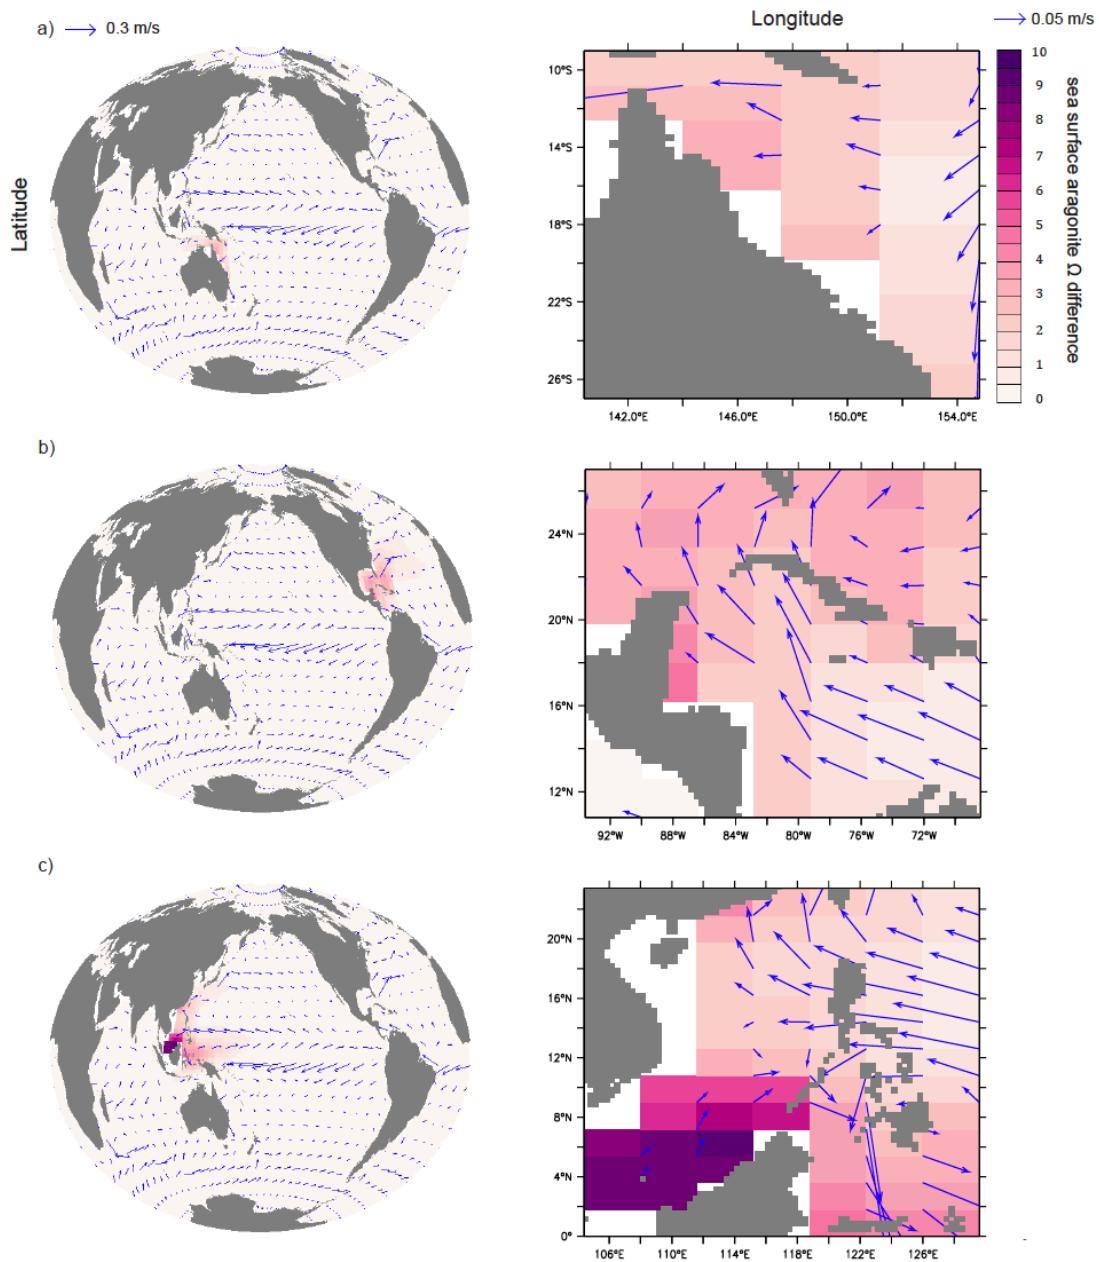 Longitude
a) 0.3 m/s
0.05 m/s
Latitude
10°S
14°S
18°S
22°S
26°S
142.0°E 146.0°E 150.0°E 154.0°E
10
9
8
7
6
5
4
3
2
1
0
sea surface aragonite Ω difference
b)
24°N
20°N
16°N
12°N
92°W 88°W 84°W 80°W 76°W 72°W
c)
20°N
16°N
12°N
8°N
4°N
0°
106°E 110°E 114°E 118°E 122°E 126°E